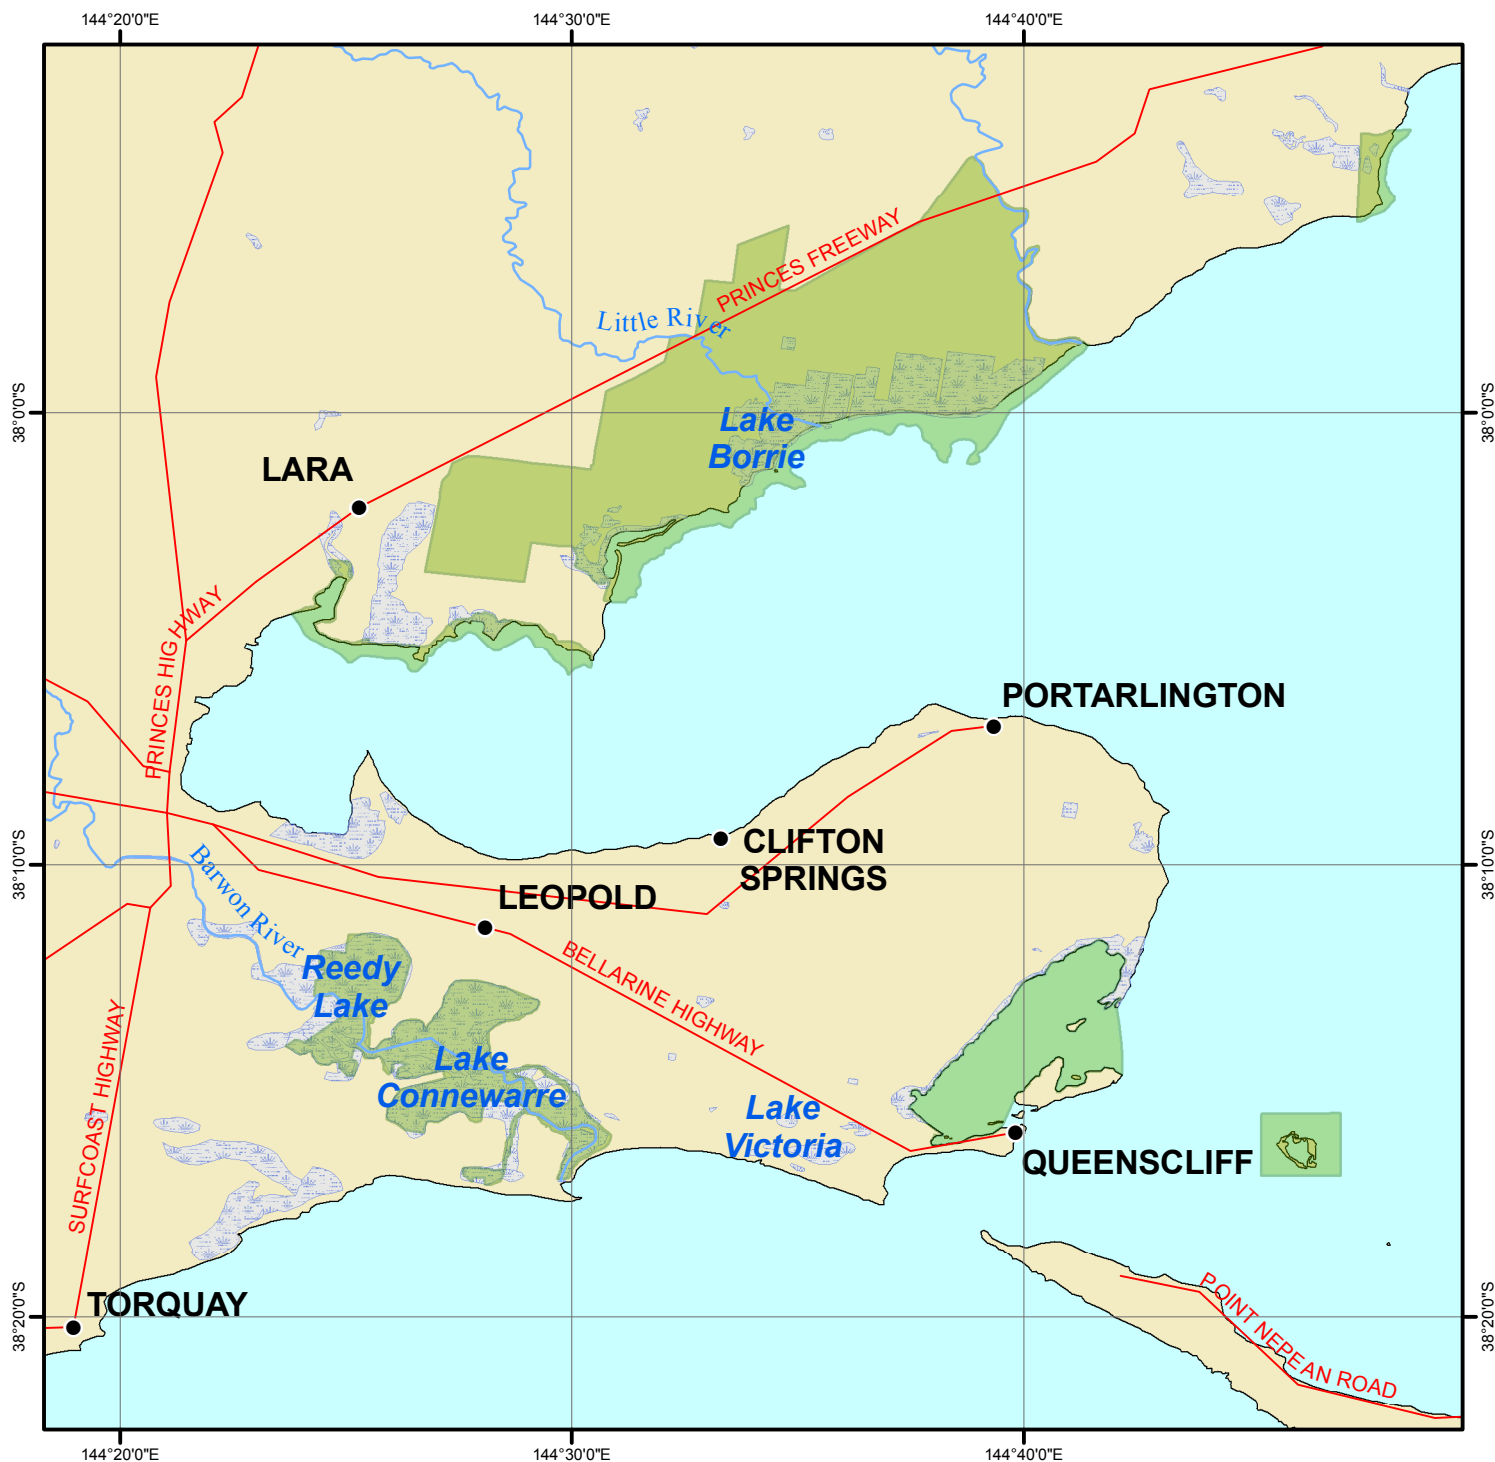 144°20'0"E
144°30'0"E
144°40'0"E
PRINCES FREEWAY
Little River
38°0'0"S
38°0'0"S
Lake
Borrie
LARA
PRINCES HIGHWAY
PORTARLINGTON
CLIFTON
SPRINGS
38°10'0"S
38°10'0"S
Barwon River
LEOPOLD
BELLARINE HIGHWAY
Reedy
Lake
SURFCOAST HIGHWAY
Lake
Connewarre
Lake
Victoria
QUEENSCLIFF
TORQUAY
38°20'0"S
38°20'0"S
POINT NEPEAN ROAD
144°20'0"E
144°30'0"E
144°40'0"E